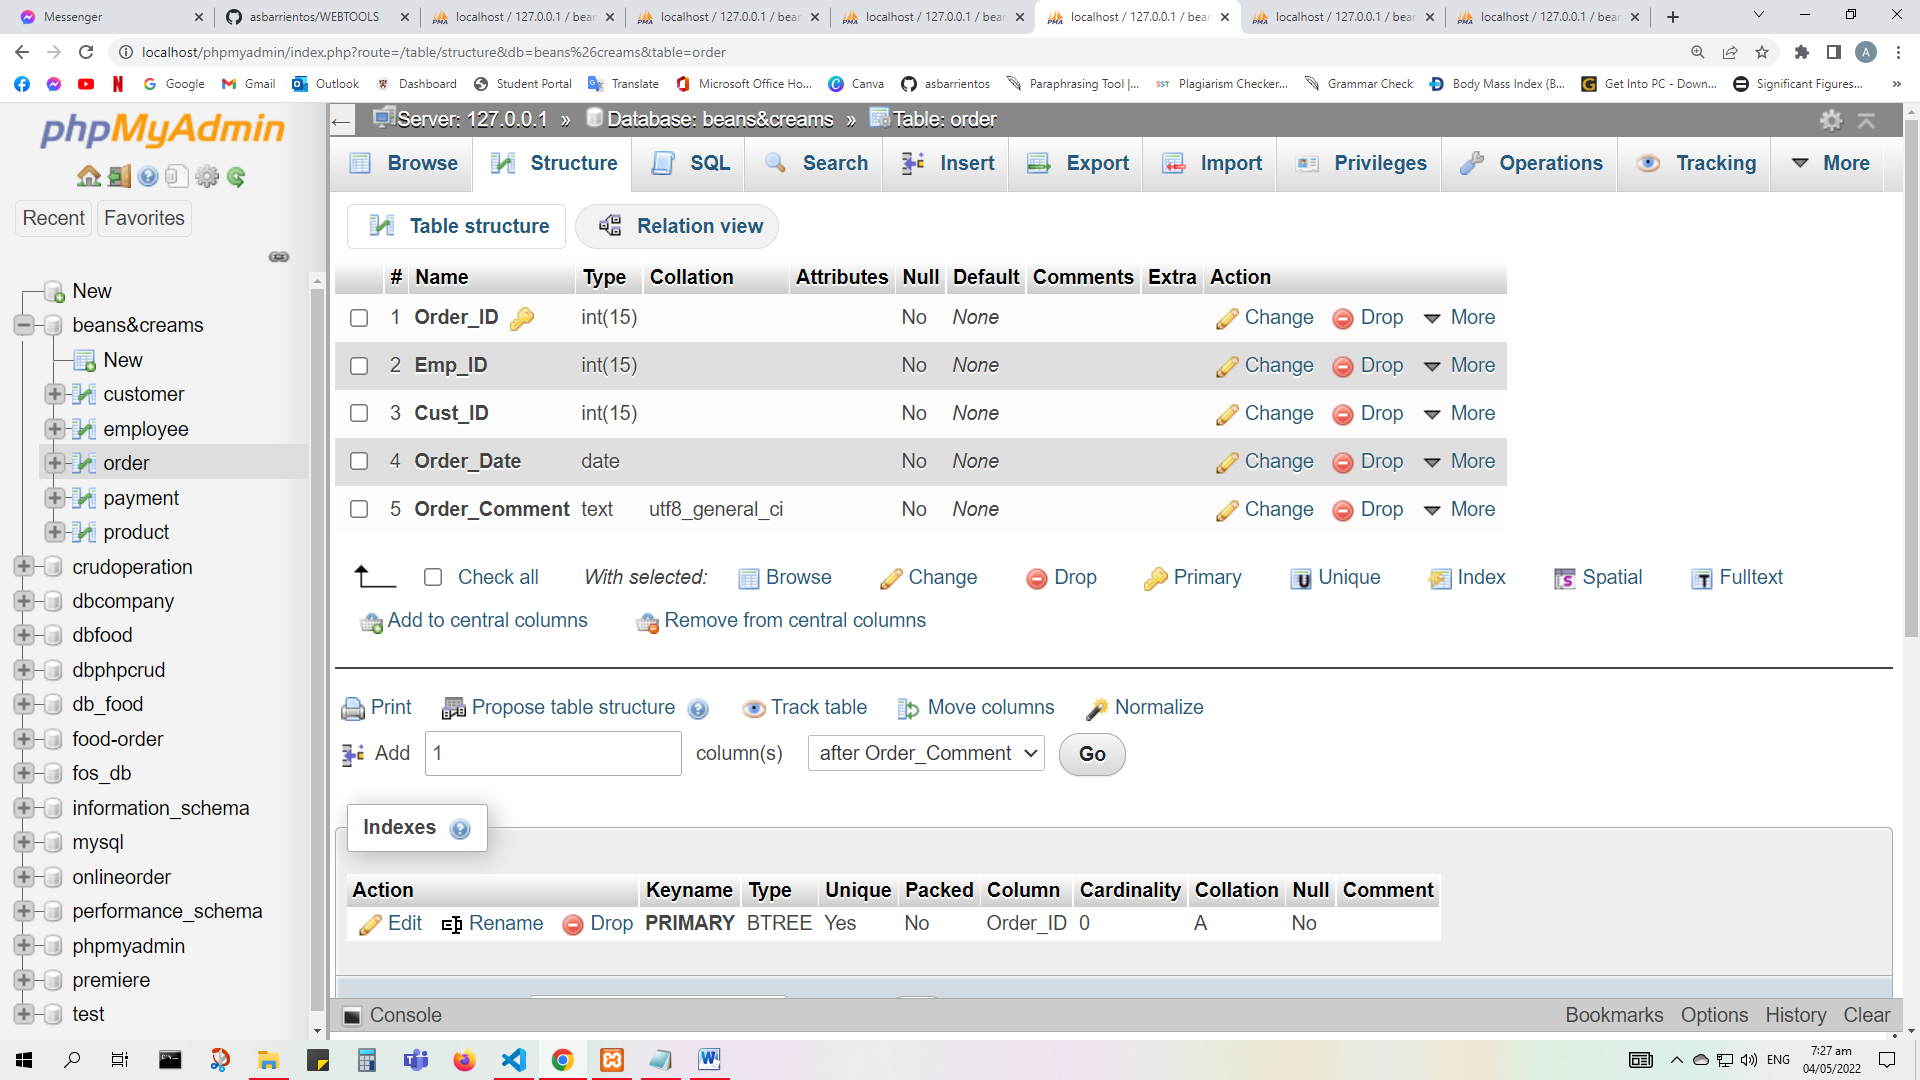 Messenger
asbarrientos/WEBTOOLS
localhost / 127.0.0.1 / bear
localhost / 127.0.0.1 / bear
localhost / 127.0.0.1 / bear
localhost / 127.0.0.1 / bear
localhost / 127.0.0.1 / bear
localhost / 127.0.0.1 / bear
localhost/phpmyadmin/index.php?route=/table/structure&db=beans%26creams&table=order
A
Google Gmail Outlook Dashboard Student Portal Translate Microsoft Office Ho... Canva asbarrientos Paraphrasing Tool |... SST Plagiarism Checker... Grammar Check Body Mass Index (B... Get Into PC - Down... Significant Figures... »
phpMyAdmin
Recent Favorites
New
beans&creams
New
customer
employee
order
payment
product
crudoperation
dbcompany
dbfood
dbphpcrud
db_food
food-order
fos_db
information_schema
mysql
onlineorder
performance_schema
phpmyadmin
premiere
test
Server: 127.0.0.1 » Database: beans&creams » Table: order
Browse Structure SQL Search Insert Export Import Privileges Operations Tracking More
Table structure Relation view
# Name Type Collation Attributes Null Default Comments Extra Action
1 Order_ID int(15) No None Change Drop More
2 Emp_ID int(15) No None Change Drop More
3 Cust_ID int(15) No None Change Drop More
4 Order_Date date No None Change Drop More
5 Order_Comment text utf8_general_ci No None Change Drop More
Check all With selected: Browse Change Drop Primary Unique Index Spatial Fulltext
Add to central columns Remove from central columns
Print Propose table structure Track table Move columns Normalize
Add 1 column(s) after Order_Comment Go
Indexes
Action Keyname Type Unique Packed Column Cardinality Collation Null Comment
Edit Rename Drop PRIMARY BTREE Yes No Order_ID 0 A No
Console Bookmarks Options History Clear
ENG
7:27 am
04/05/2022